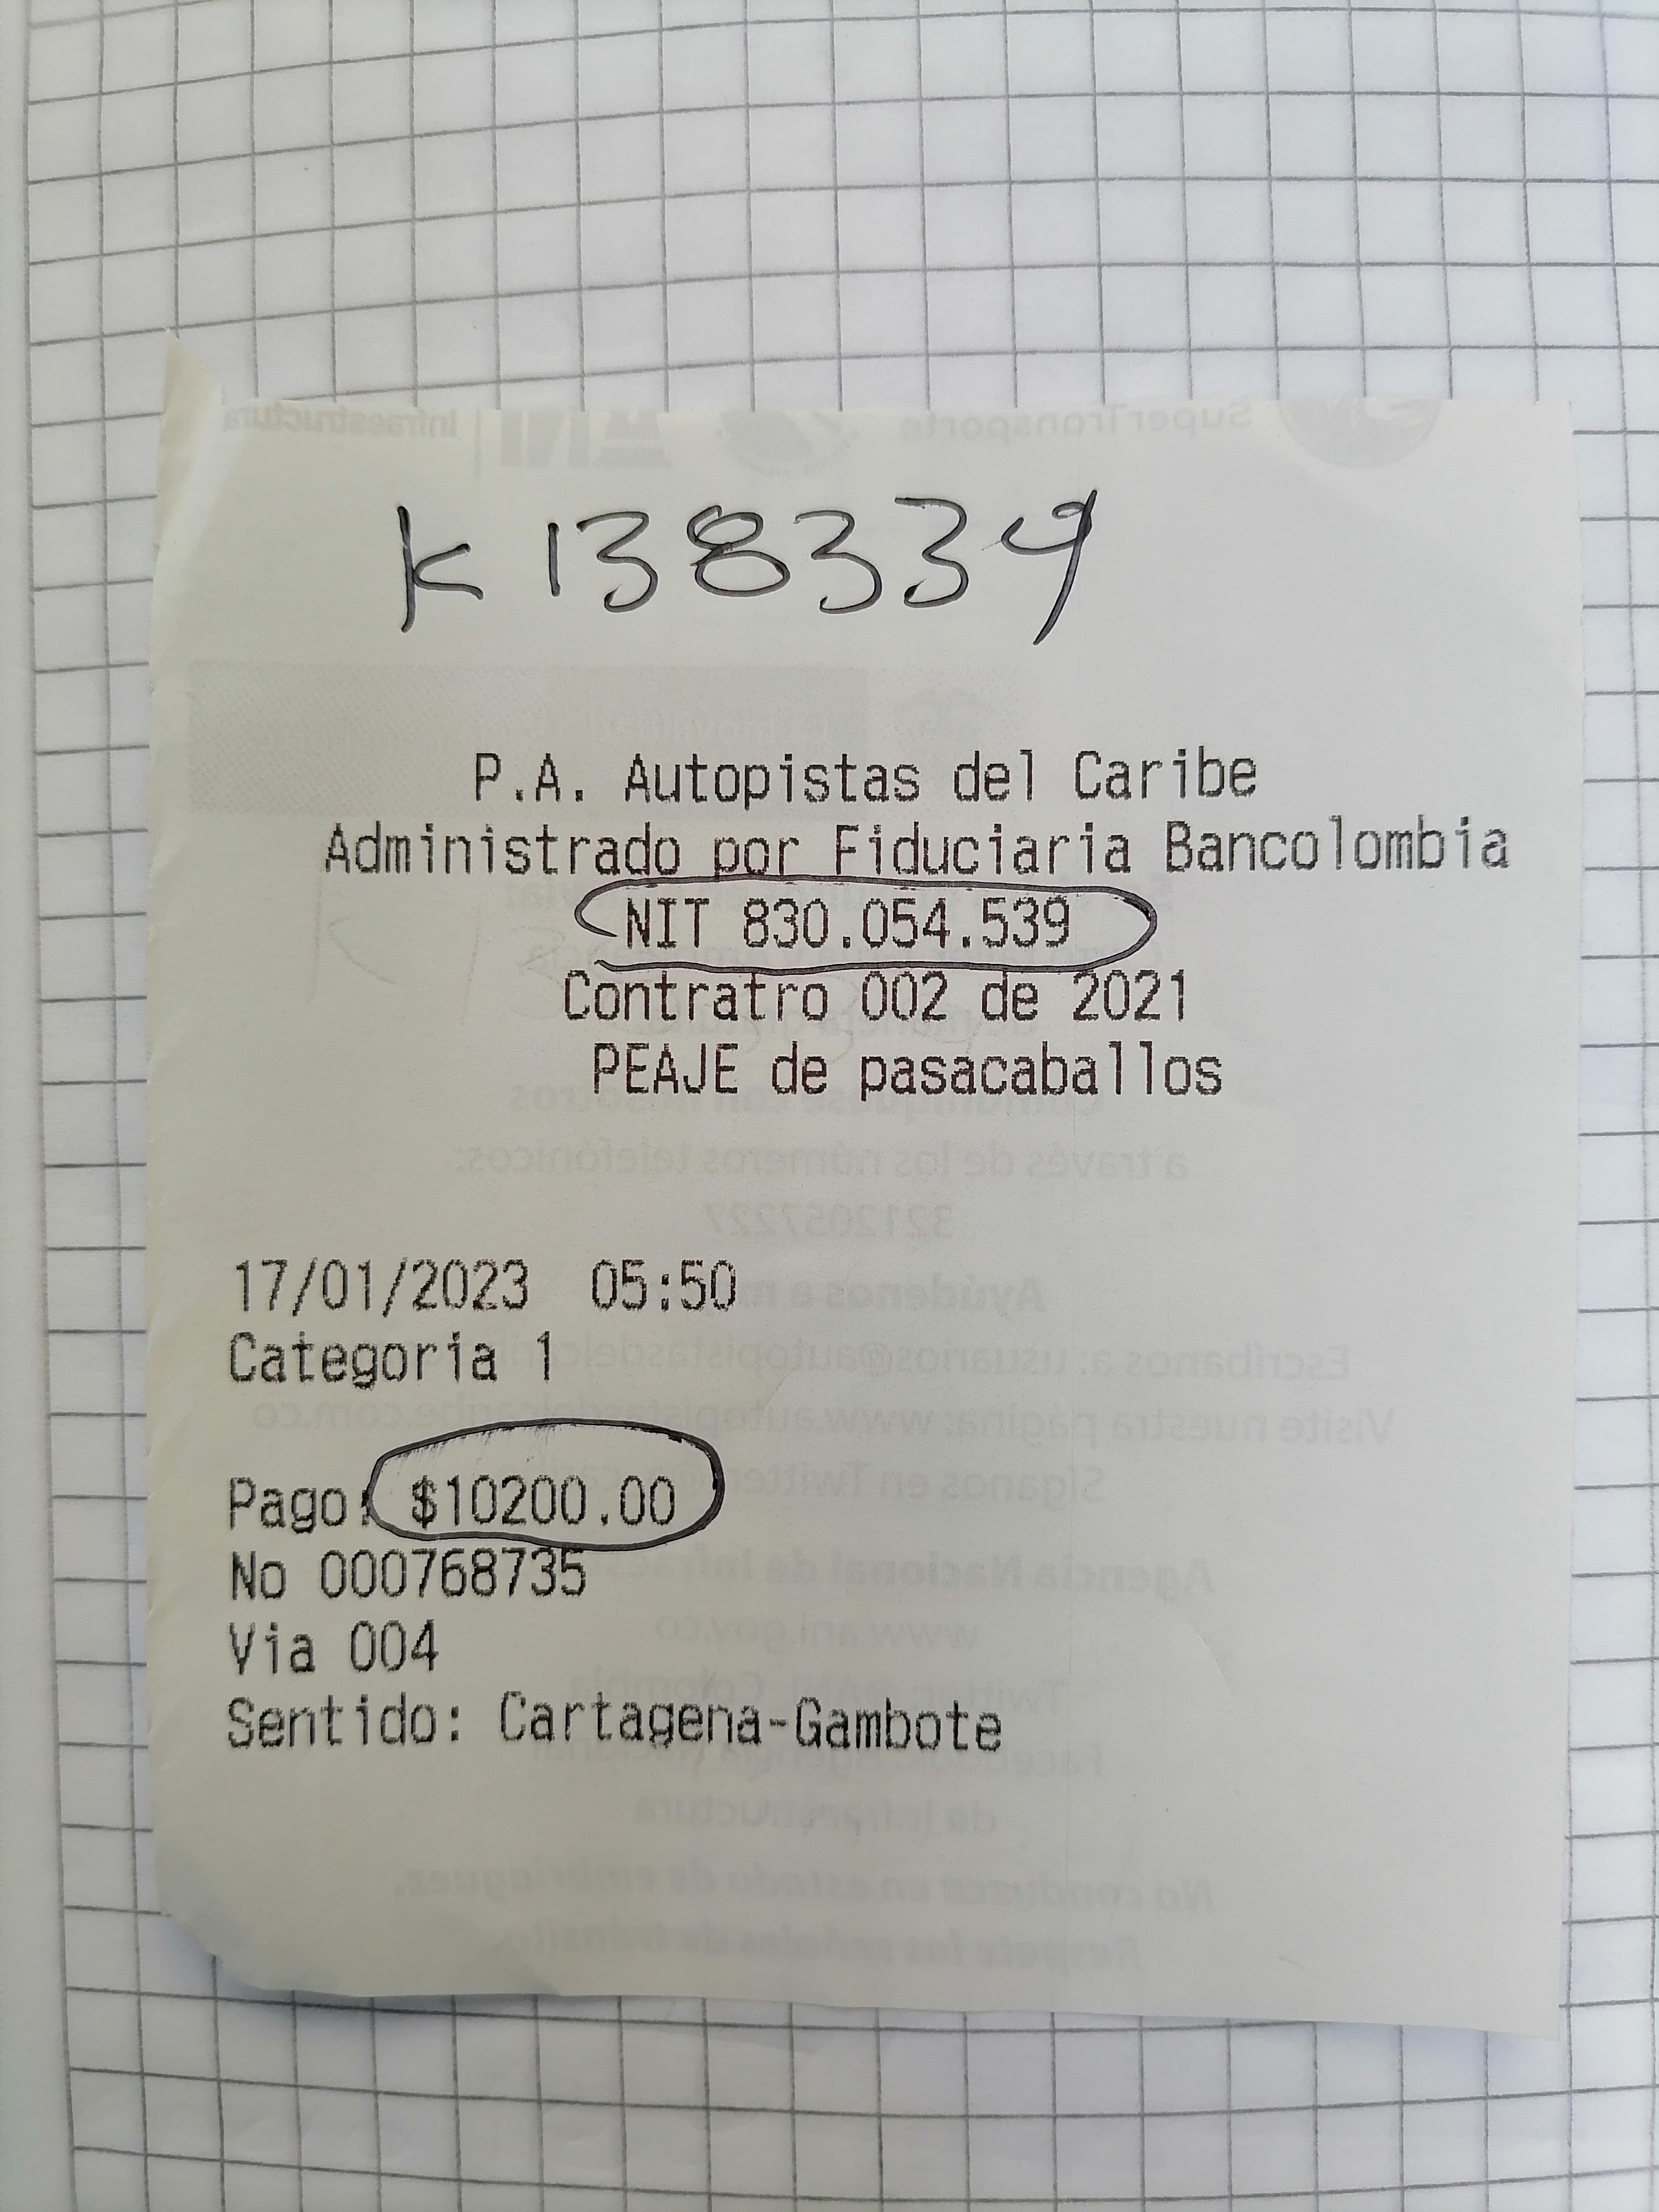 K138334
P.A. Autopistas del Caribe
Administrado por Fiduciaria Bancolombia
NIT 830.054.539
Contratro 002 de 2021
PEAJE de pasacaballos
17/01/2023 05:50
Categoria 1
Pago: $10200.00
No 000768735
Via 004
Sentido: Cartagena-Gambote